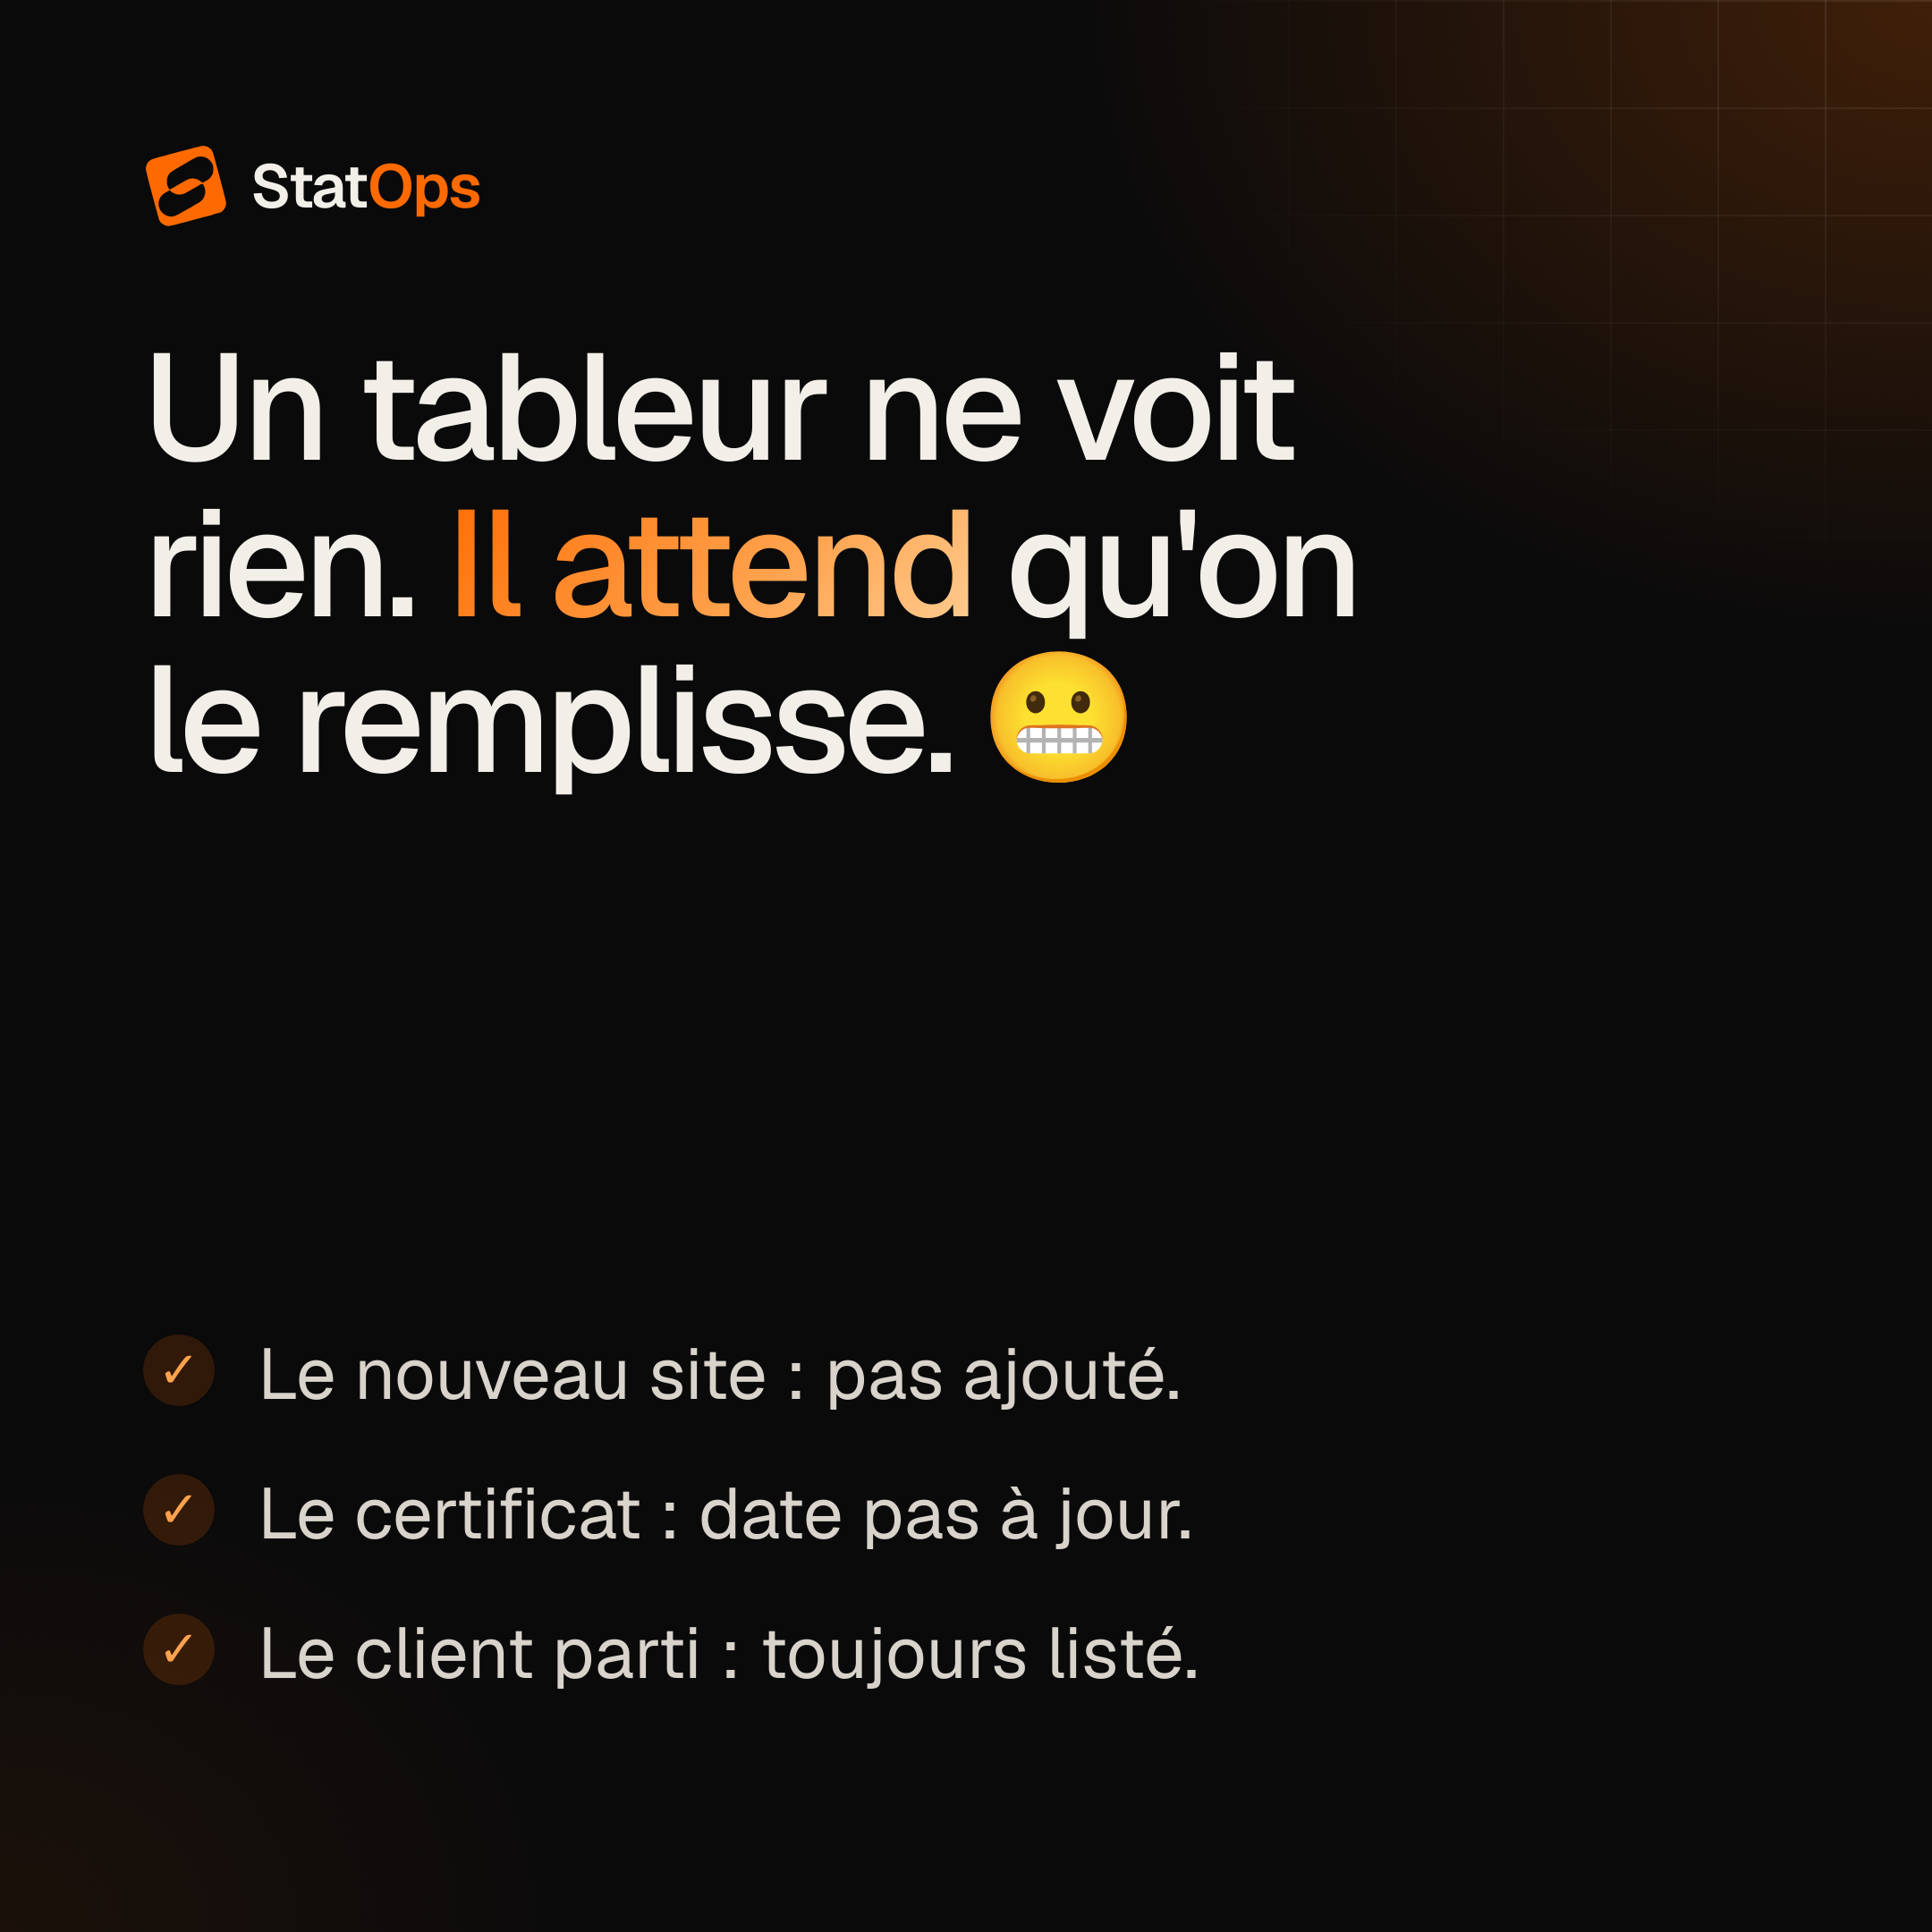 StatOps
Un tableur ne voit
rien. Il attend qu'on
le remplisse. 😬
✓ Le nouveau site : pas ajouté.
✓ Le certificat : date pas à jour.
✓ Le client parti : toujours listé.